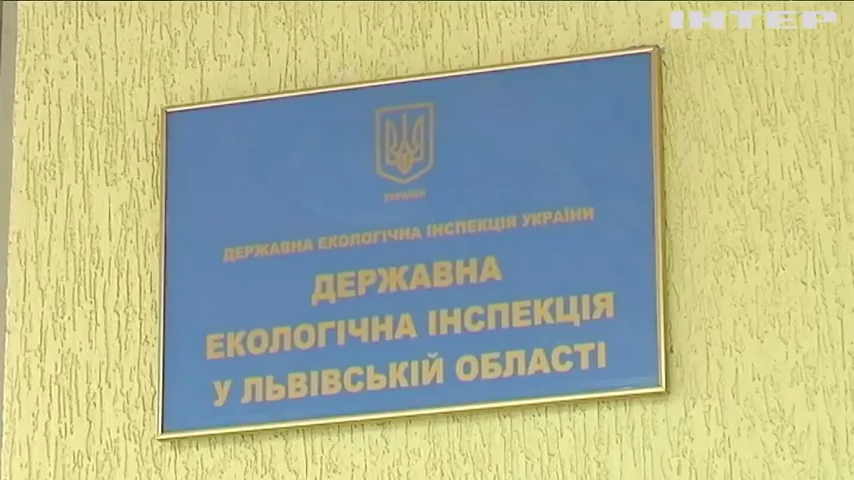 ІНТЕР
УКРАЇНА
ДЕРЖАВНА ЕКОЛОГІЧНА ІНСПЕКЦІЯ УКРАЇНИ
ДЕРЖАВНА
ЕКОЛОГІЧНА ІНСПЕКЦІЯ
У ЛЬВІВСЬКІЙ ОБЛАСТІ